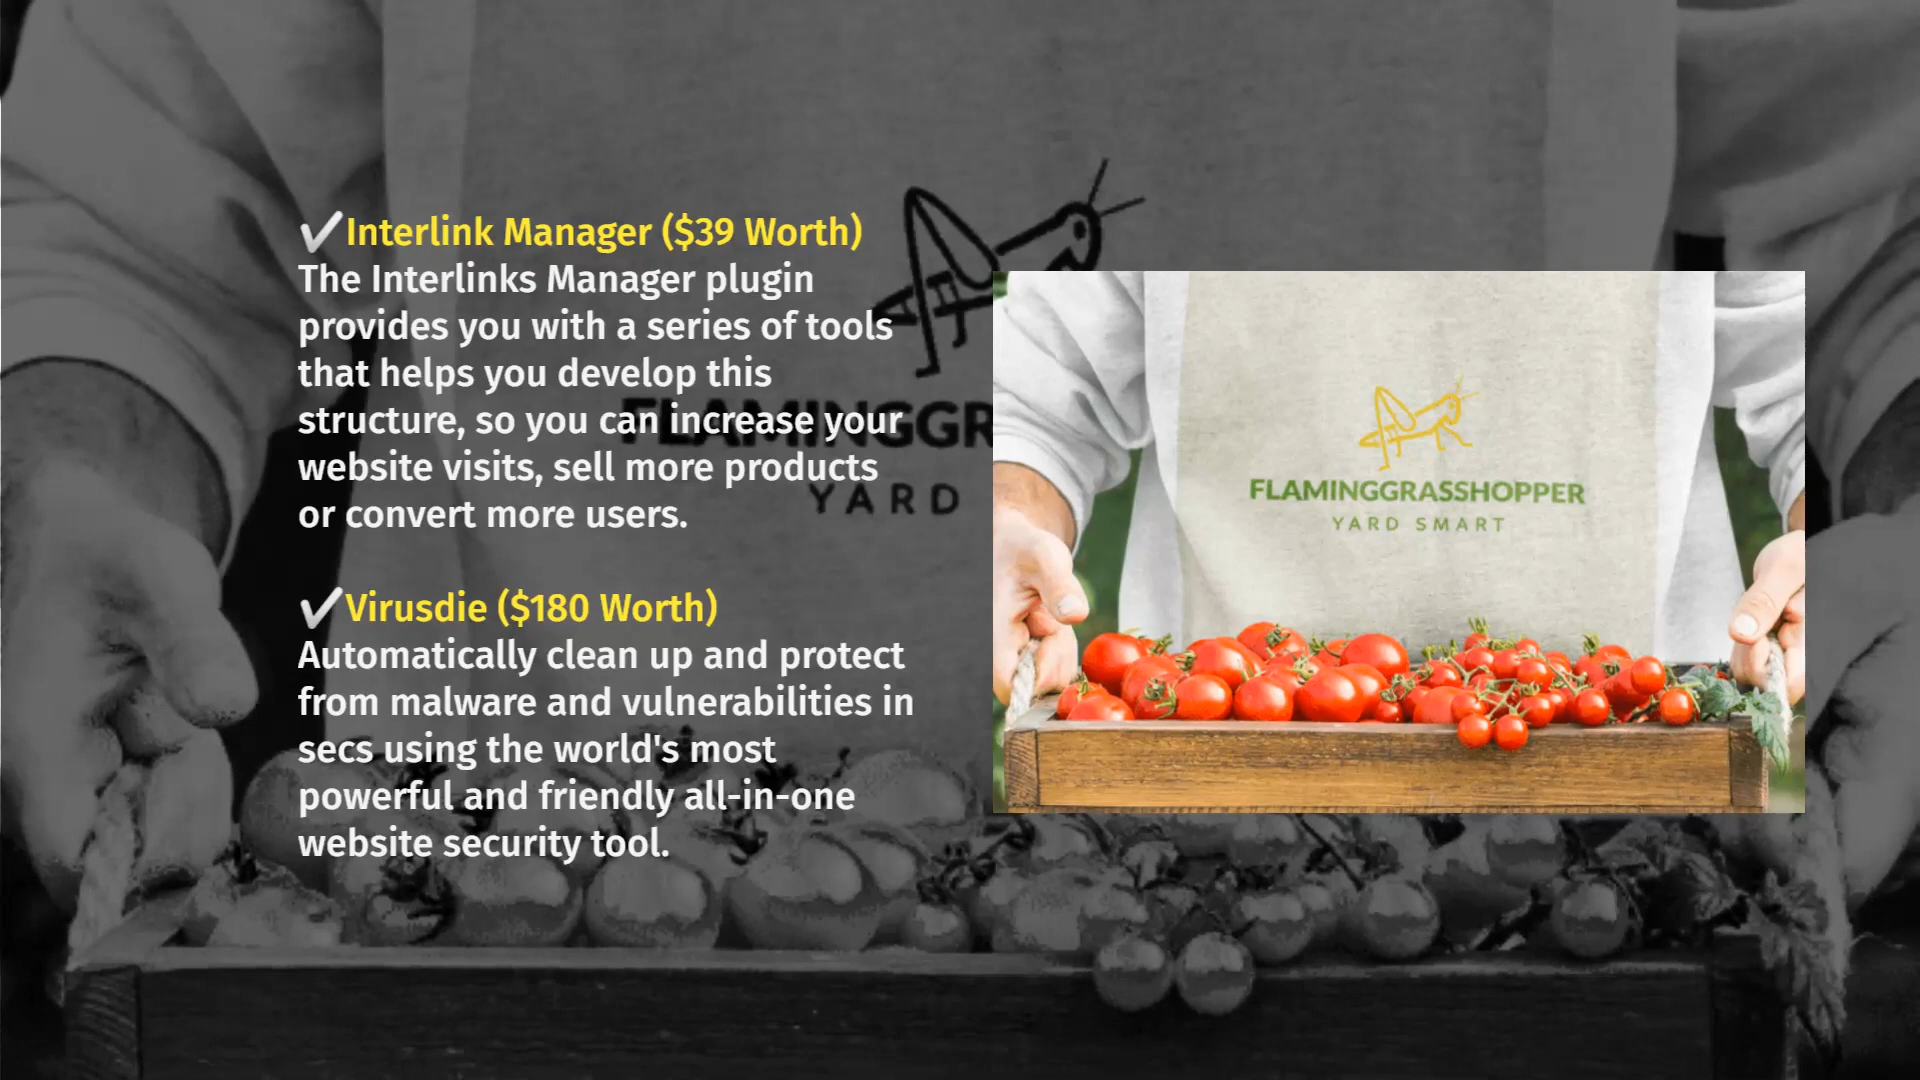 ✔Interlink Manager ($39 Worth)
The Interlinks Manager plugin
provides you with a series of tools
that helps you develop this
structure, so you can increase your
website visits, sell more products
or convert more users.
✔Virusdie ($180 Worth)
Automatically clean up and protect
from malware and vulnerabilities in
secs using the world's most
powerful and friendly all-in-one
website security tool.
FLAMINGGR
YARD
FLAMINGGRASSHOPPER
YARD SMART